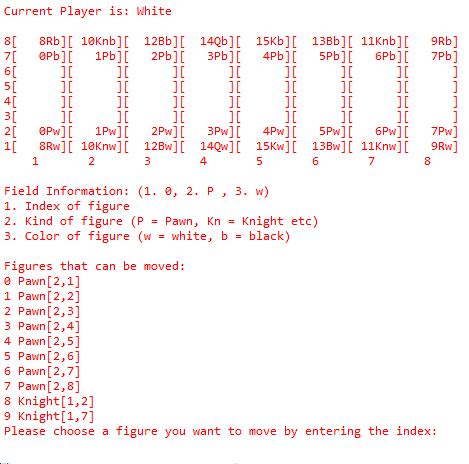 Current Player is: White
8[ 8Rb][ 10Knb][ 12Bb][ 14Qb][ 15Kb][ 13Bb][ 11Knb][ 9Rb]
7[ 0Pb][ 1Pb][ 2Pb][ 3Pb][ 4Pb][ 5Pb][ 6Pb][ 7Pb]
6[ ][ ][ ][ ][ ][ ][ ][ ]
5[ ][ ][ ][ ][ ][ ][ ][ ]
4[ ][ ][ ][ ][ ][ ][ ][ ]
3[ ][ ][ ][ ][ ][ ][ ][ ]
2[ 0Pw][ 1Pw][ 2Pw][ 3Pw][ 4Pw][ 5Pw][ 6Pw][ 7Pw]
1[ 8Rw][ 10Knw][ 12Bw][ 14Qw][ 15Kw][ 13Bw][ 11Knw][ 9Rw]
1 2 3 4 5 6 7 8
Field Information: (1. 0, 2. P , 3. w)
1. Index of figure
2. Kind of figure (P = Pawn, Kn = Knight etc)
3. Color of figure (w = white, b = black)
Figures that can be moved:
0 Pawn[2,1]
1 Pawn[2,2]
2 Pawn[2,3]
3 Pawn[2,4]
4 Pawn[2,5]
5 Pawn[2,6]
6 Pawn[2,7]
7 Pawn[2,8]
8 Knight[1,2]
9 Knight[1,7]
Please choose a figure you want to move by entering the index: